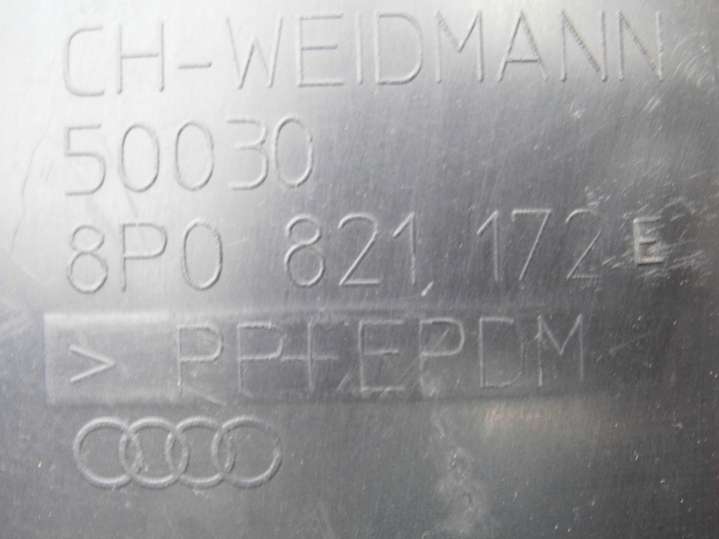 CH-WEIDMANN
50030
8P0 821 172 E
> PP+EPDM <